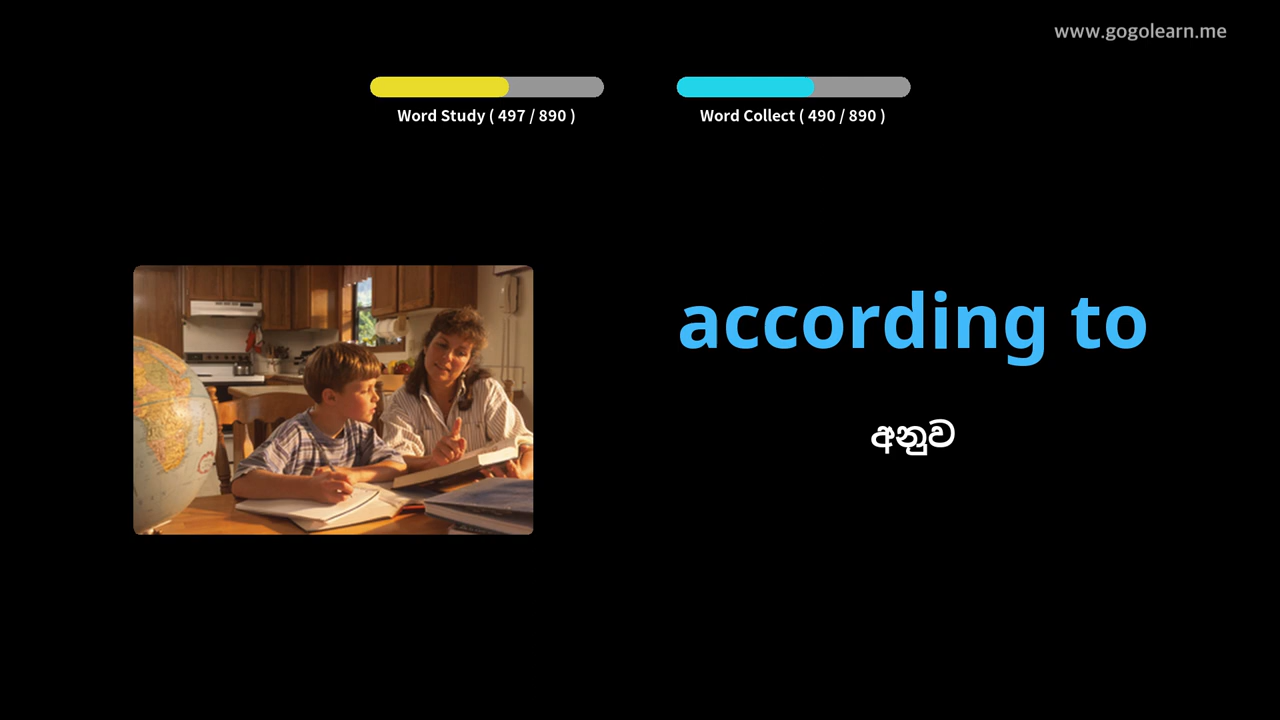 www.gogolearn.me
Word Study ( 497 / 890 )
Word Collect ( 490 / 890 )
according to
අනුව